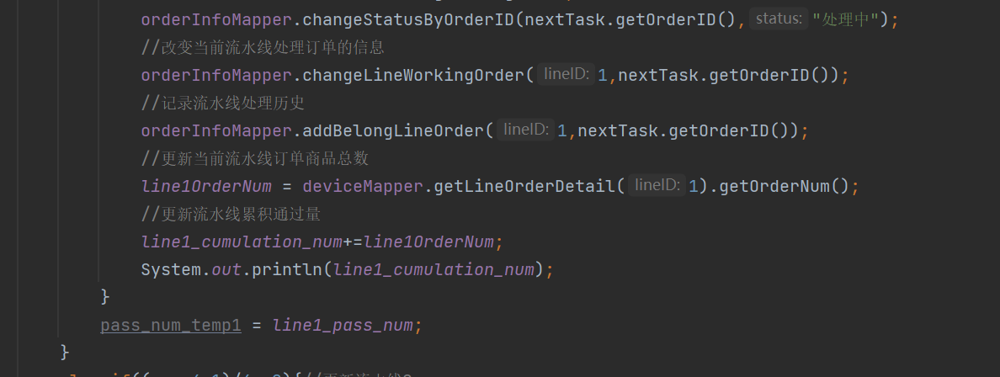 orderInfoMapper.changeStatusByOrderID(nextTask.getOrderID(), status: "处理中");
//改变当前流水线处理订单的信息
orderInfoMapper.changeLineWorkingOrder( lineID: 1,nextTask.getOrderID());
//记录流水线处理历史
orderInfoMapper.addBelongLineOrder( lineID: 1,nextTask.getOrderID());
//更新当前流水线订单商品总数
line1OrderNum = deviceMapper.getLineOrderDetail( lineID: 1).getOrderNum();
//更新流水线累积通过量
line1_cumulation_num+=line1OrderNum;
System.out.println(line1_cumulation_num);
}
pass_num_temp1 = line1_pass_num;
}